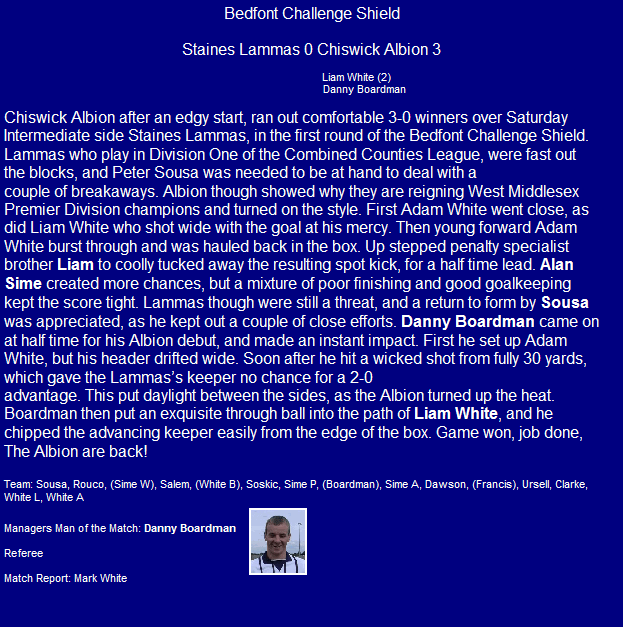 Bedfont Challenge Shield
Staines Lammas 0 Chiswick Albion 3
Liam White (2)
Danny Boardman
Chiswick Albion after an edgy start, ran out comfortable 3-0 winners over Saturday
Intermediate side Staines Lammas, in the first round of the Bedfont Challenge Shield.
Lammas who play in Division One of the Combined Counties League, were fast out
the blocks, and Peter Sousa was needed to be at hand to deal with a
couple of breakaways. Albion though showed why they are reigning West Middlesex
Premier Division champions and turned on the style. First Adam White went close, as
did Liam White who shot wide with the goal at his mercy. Then young forward Adam
White burst through and was hauled back in the box. Up stepped penalty specialist
brother Liam to coolly tucked away the resulting spot kick, for a half time lead. Alan
Sime created more chances, but a mixture of poor finishing and good goalkeeping
kept the score tight. Lammas though were still a threat, and a return to form by Sousa
was appreciated, as he kept out a couple of close efforts. Danny Boardman came on
at half time for his Albion debut, and made an instant impact. First he set up Adam
White, but his header drifted wide. Soon after he hit a wicked shot from fully 30 yards,
which gave the Lammas's keeper no chance for a 2-0
advantage. This put daylight between the sides, as the Albion turned up the heat.
Boardman then put an exquisite through ball into the path of Liam White, and he
chipped the advancing keeper easily from the edge of the box. Game won, job done,
The Albion are back!
Team: Sousa, Rouco, (Sime W), Salem, (White B), Soskic, Sime P, (Boardman), Sime A, Dawson, (Francis), Ursell, Clarke,
White L, White A
Managers Man of the Match: Danny Boardman
Referee
Match Report: Mark White